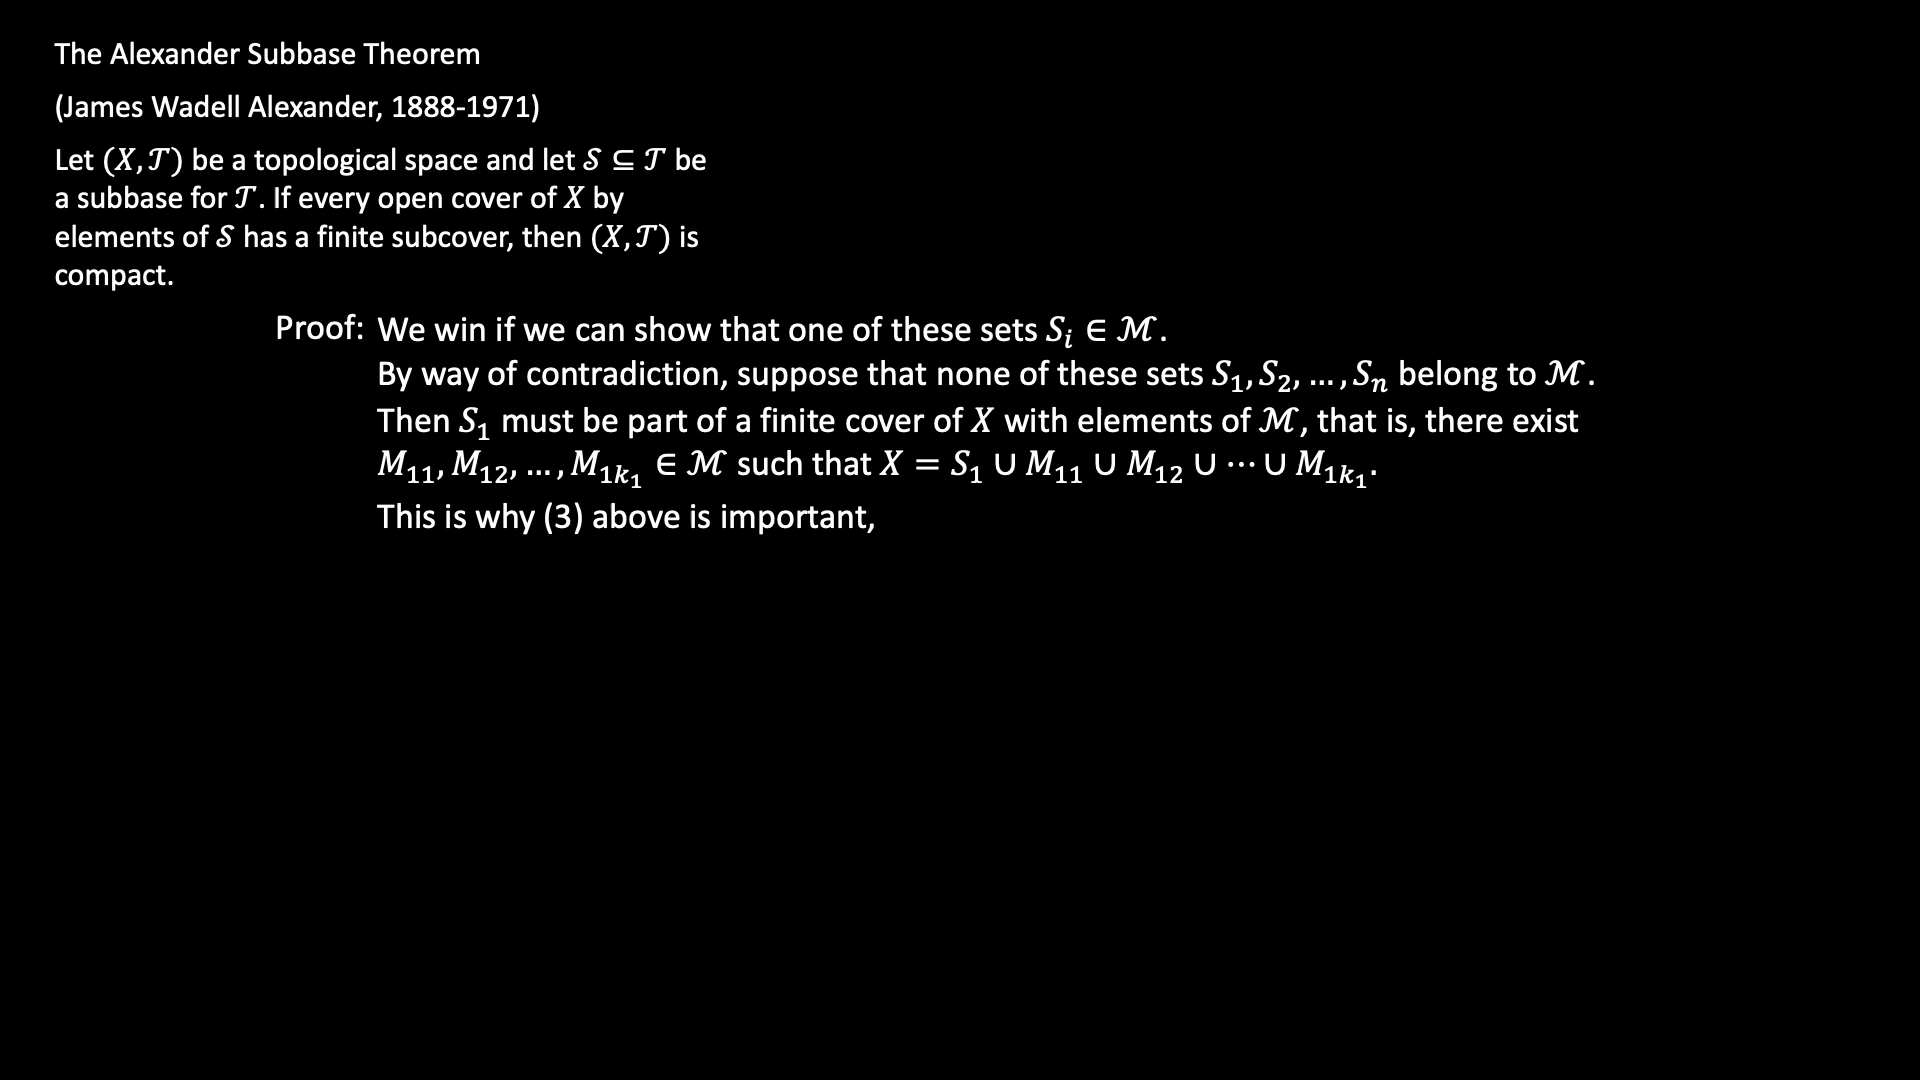 The Alexander Subbase Theorem
(James Wadell Alexander, 1888-1971)
Let (X, 𝒯) be a topological space and let 𝒮 ⊆ 𝒯 be
a subbase for 𝒯. If every open cover of X by
elements of 𝒮 has a finite subcover, then (X, 𝒯) is
compact.
Proof: We win if we can show that one of these sets Sᵢ ∈ ℳ.
By way of contradiction, suppose that none of these sets S₁, S₂, … , Sₙ belong to ℳ.
Then S₁ must be part of a finite cover of X with elements of ℳ, that is, there exist
M₁₁, M₁₂, … , M_{1k₁} ∈ ℳ such that X = S₁ ∪ M₁₁ ∪ M₁₂ ∪ ⋯ ∪ M_{1k₁}.
This is why (3) above is important,